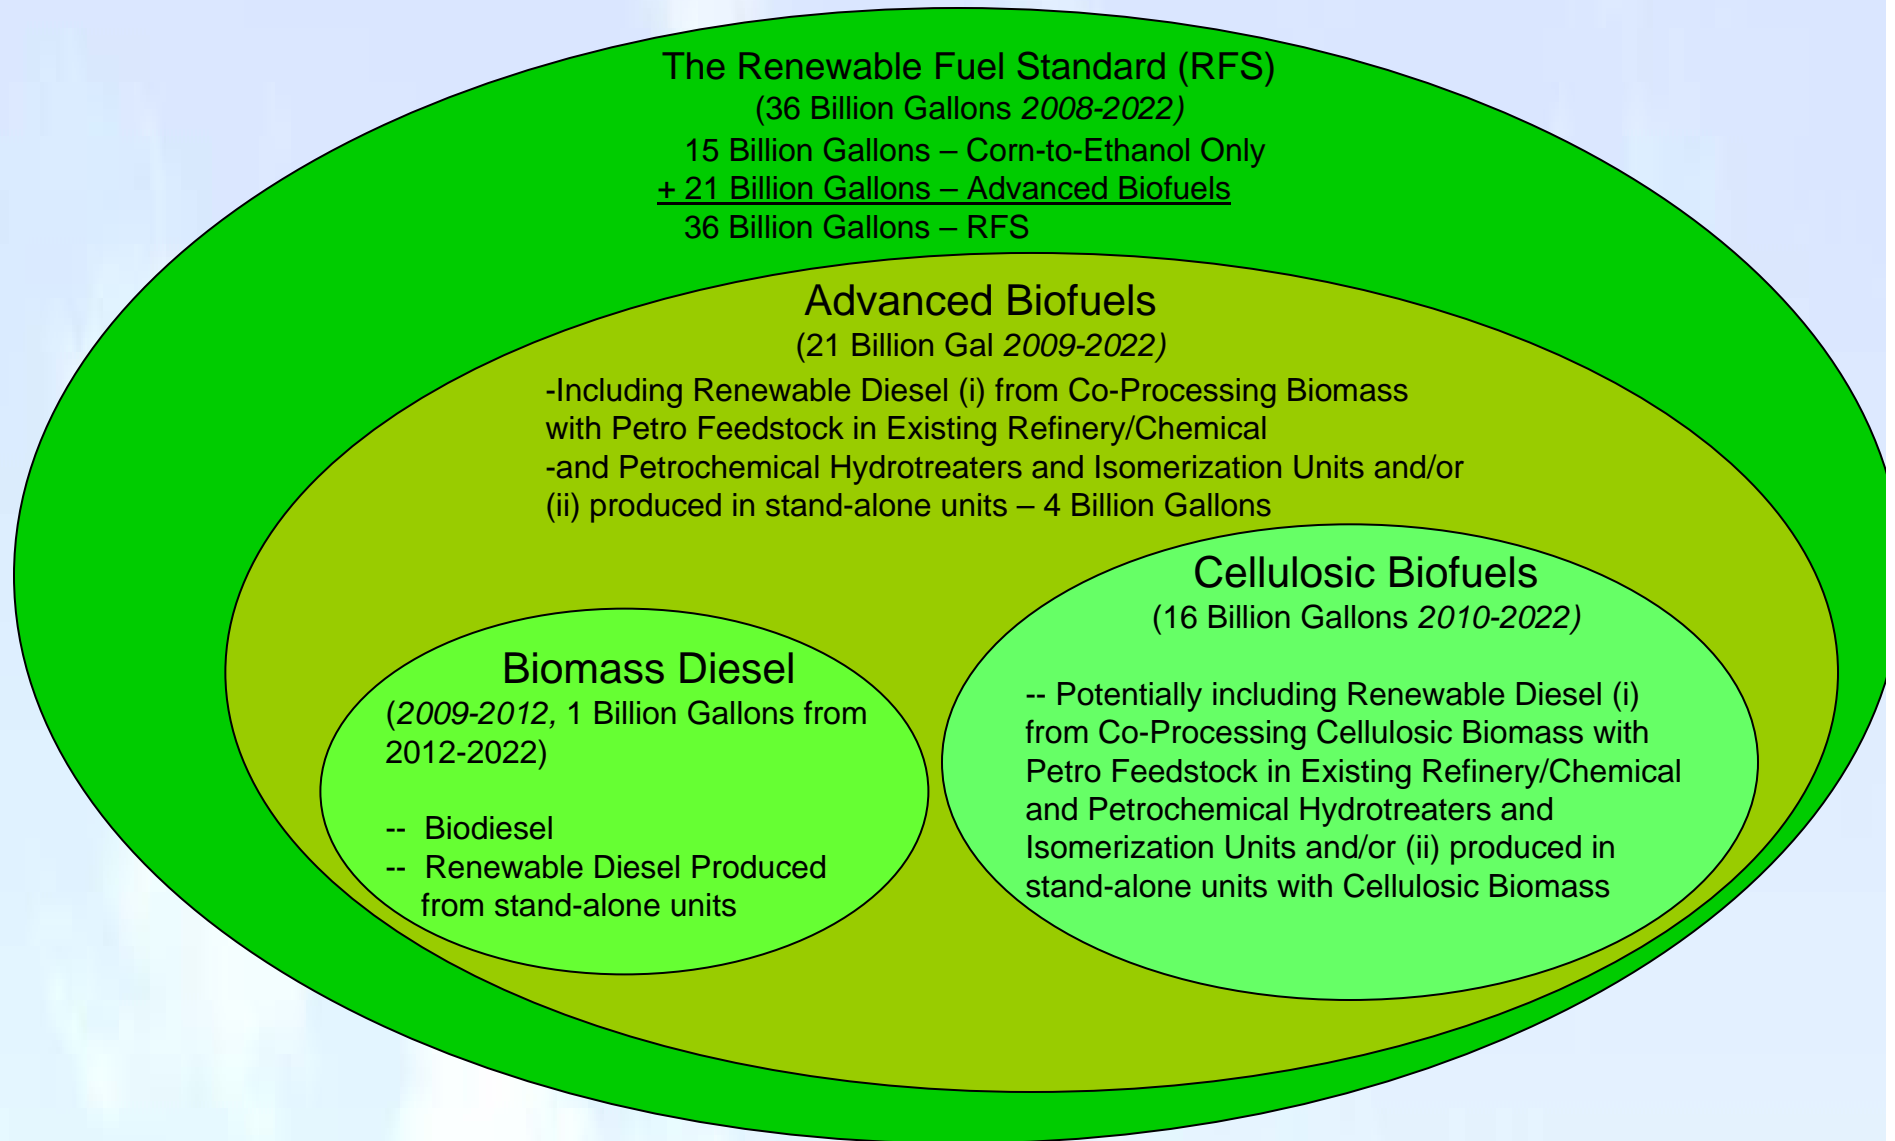 The Renewable Fuel Standard (RFS)
(36 Billion Gallons 2008-2022)
15 Billion Gallons – Corn-to-Ethanol Only
+ 21 Billion Gallons – Advanced Biofuels
36 Billion Gallons – RFS
Advanced Biofuels
(21 Billion Gal 2009-2022)
-Including Renewable Diesel (i) from Co-Processing Biomass
with Petro Feedstock in Existing Refinery/Chemical
-and Petrochemical Hydrotreaters and Isomerization Units and/or
(ii) produced in stand-alone units – 4 Billion Gallons
Biomass Diesel
(2009-2012, 1 Billion Gallons from
2012-2022)
-- Biodiesel
-- Renewable Diesel Produced
from stand-alone units
Cellulosic Biofuels
(16 Billion Gallons 2010-2022)
-- Potentially including Renewable Diesel (i)
from Co-Processing Cellulosic Biomass with
Petro Feedstock in Existing Refinery/Chemical
and Petrochemical Hydrotreaters and
Isomerization Units and/or (ii) produced in
stand-alone units with Cellulosic Biomass